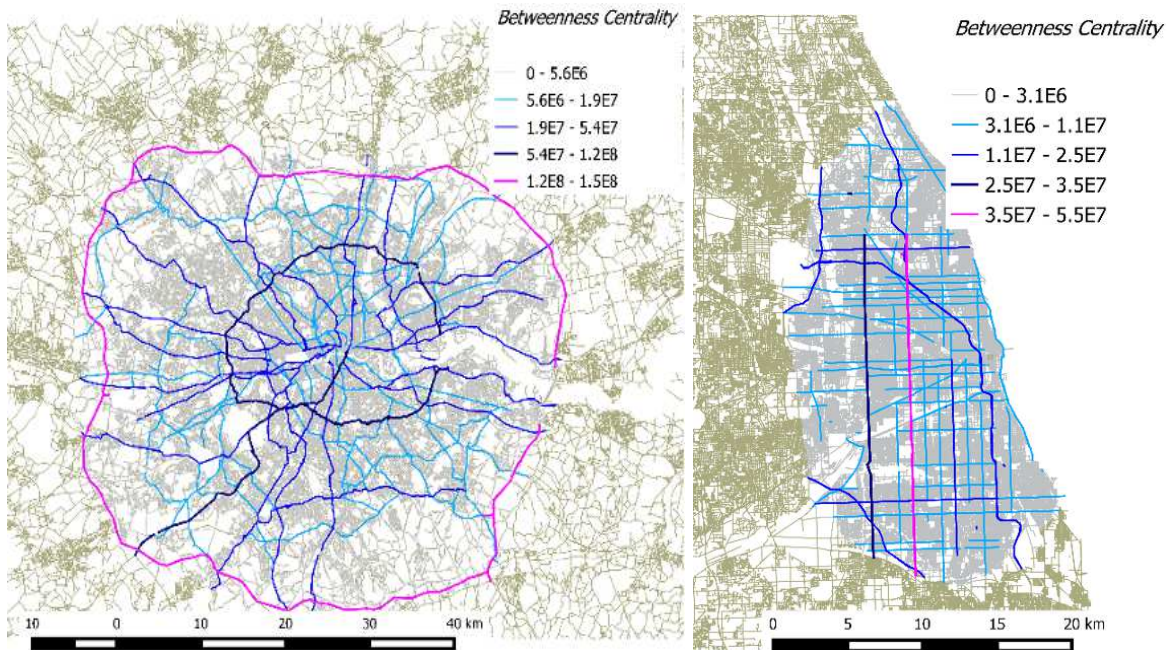 Betweenness Centrality
0 - 5.6E6
5.6E6 - 1.9E7
1.9E7 - 5.4E7
5.4E7 - 1.2E8
1.2E8 - 1.5E8
10 0 10 20 30 40 km
Betweenness Centrality
0 - 3.1E6
3.1E6 - 1.1E7
1.1E7 - 2.5E7
2.5E7 - 3.5E7
3.5E7 - 5.5E7
0 5 10 15 20 km